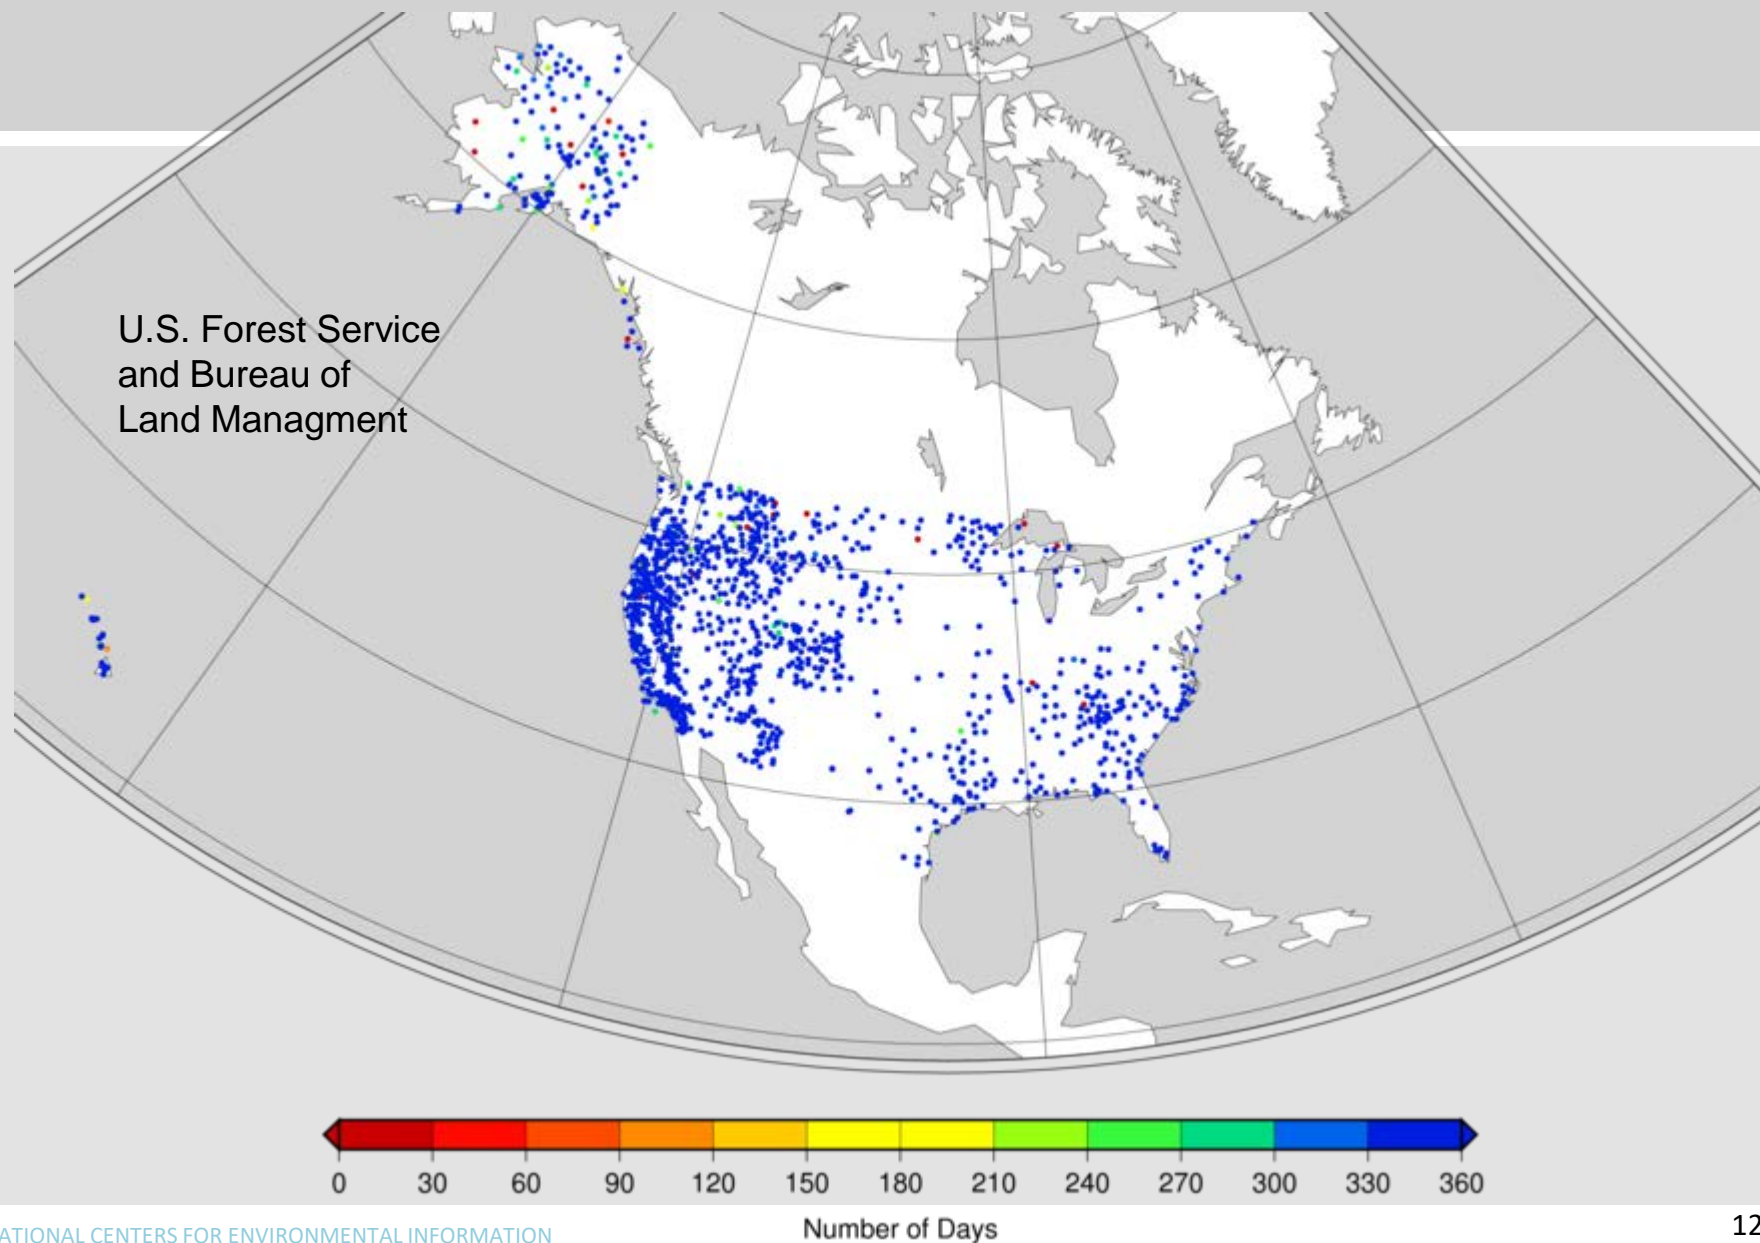 U.S. Forest Service
and Bureau of
Land Managment
0 30 60 90 120 150 180 210 240 270 300 330 360
Number of Days
ATIONAL CENTERS FOR ENVIRONMENTAL INFORMATION
12